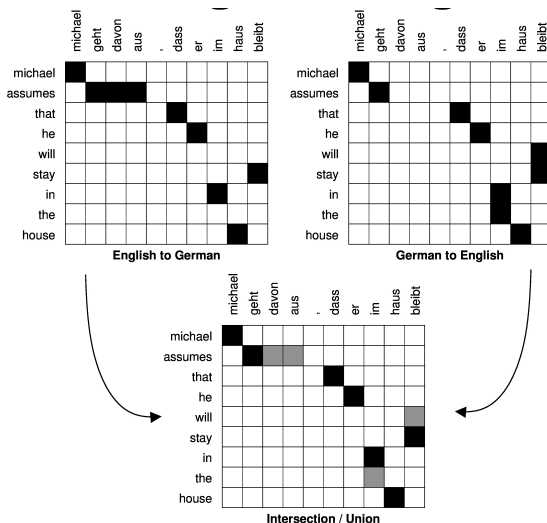 michael geht davon aus , dass er im haus bleibt
michael
assumes
that
he
will
stay
in
the
house
English to German
michael geht davon aus , dass er im haus bleibt
michael
assumes
that
he
will
stay
in
the
house
German to English
michael geht davon aus , dass er im haus bleibt
michael
assumes
that
he
will
stay
in
the
house
Intersection / Union